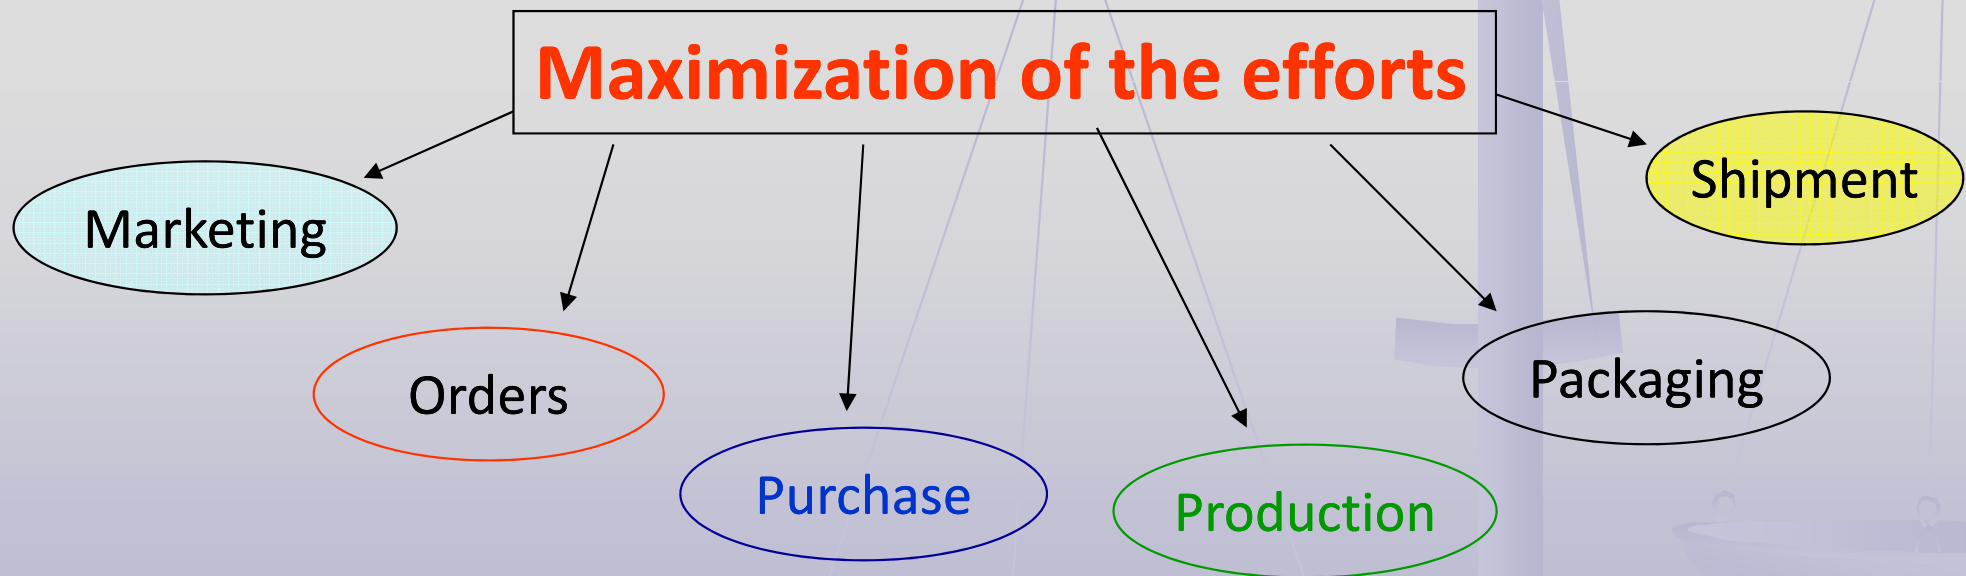 Maximization of the efforts
Marketing
Orders
Purchase
Production
Packaging
Shipment